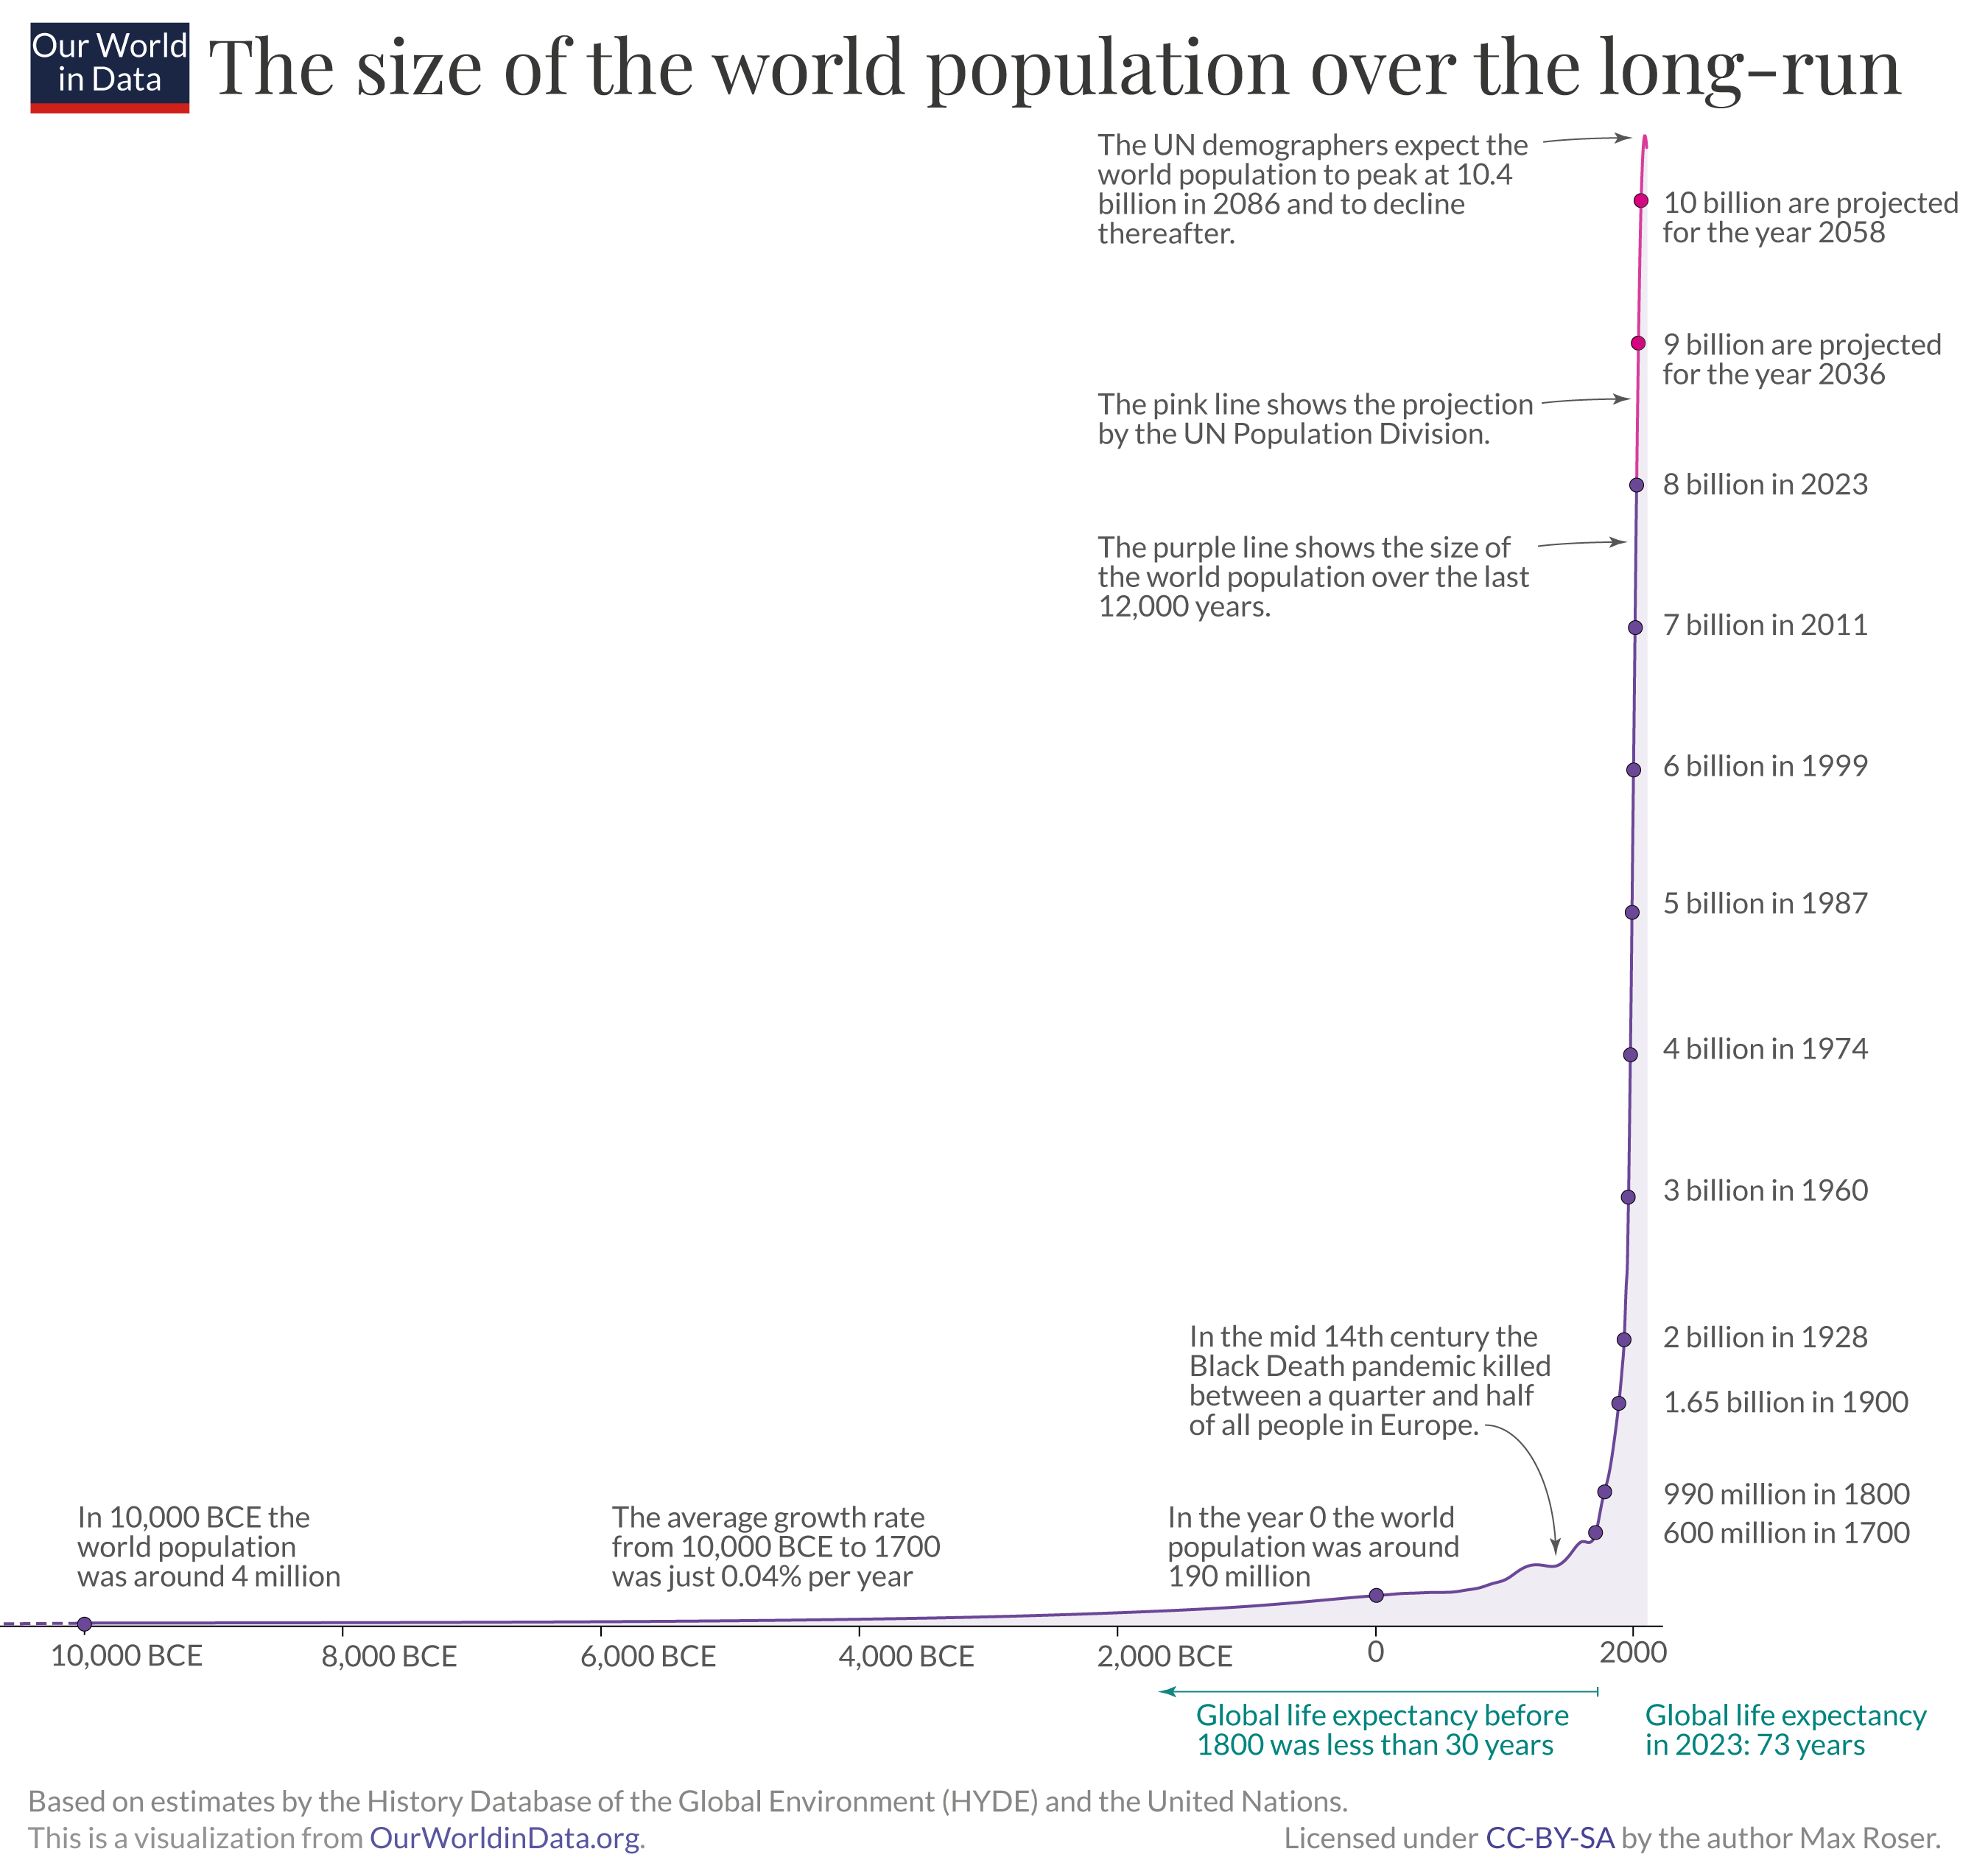 Our World
in Data
The size of the world population over the long-run
The UN demographers expect the
world population to peak at 10.4
billion in 2086 and to decline
thereafter.
10 billion are projected
for the year 2058
9 billion are projected
for the year 2036
The pink line shows the projection
by the UN Population Division.
8 billion in 2023
The purple line shows the size of
the world population over the last
12,000 years.
7 billion in 2011
6 billion in 1999
5 billion in 1987
4 billion in 1974
3 billion in 1960
2 billion in 1928
In the mid 14th century the
Black Death pandemic killed
between a quarter and half
of all people in Europe.
1.65 billion in 1900
990 million in 1800
600 million in 1700
In 10,000 BCE the
world population
was around 4 million
The average growth rate
from 10,000 BCE to 1700
was just 0.04% per year
In the year 0 the world
population was around
190 million
10,000 BCE
8,000 BCE
6,000 BCE
4,000 BCE
2,000 BCE
0
2000
Global life expectancy before
1800 was less than 30 years
Global life expectancy
in 2023: 73 years
Based on estimates by the History Database of the Global Environment (HYDE) and the United Nations.
This is a visualization from OurWorldinData.org.
Licensed under CC-BY-SA by the author Max Roser.